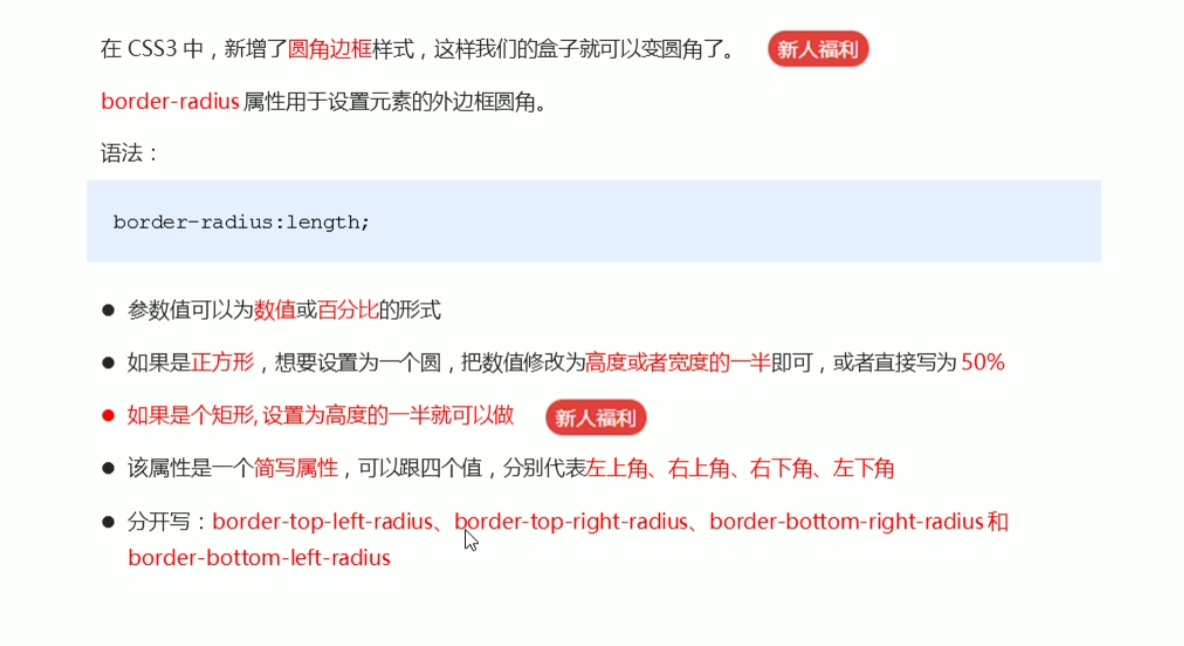 在 CSS3 中，新增了圆角边框样式，这样我们的盒子就可以变圆角了。 新人福利
border-radius 属性用于设置元素的外边框圆角。
语法：
border-radius:length;
● 参数值可以为数值或百分比的形式
● 如果是正方形，想要设置为一个圆，把数值修改为高度或者宽度的一半即可，或者直接写为 50%
● 如果是个矩形, 设置为高度的一半就可以做 新人福利
● 该属性是一个简写属性，可以跟四个值，分别代表左上角、右上角、右下角、左下角
● 分开写：border-top-left-radius、border-top-right-radius、border-bottom-right-radius 和
border-bottom-left-radius